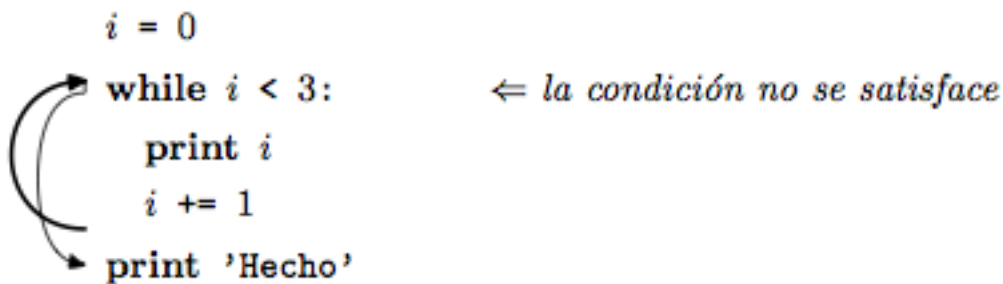 i = 0
while i < 3: ⇐ la condición no se satisface
print i
i += 1
print ’Hecho’